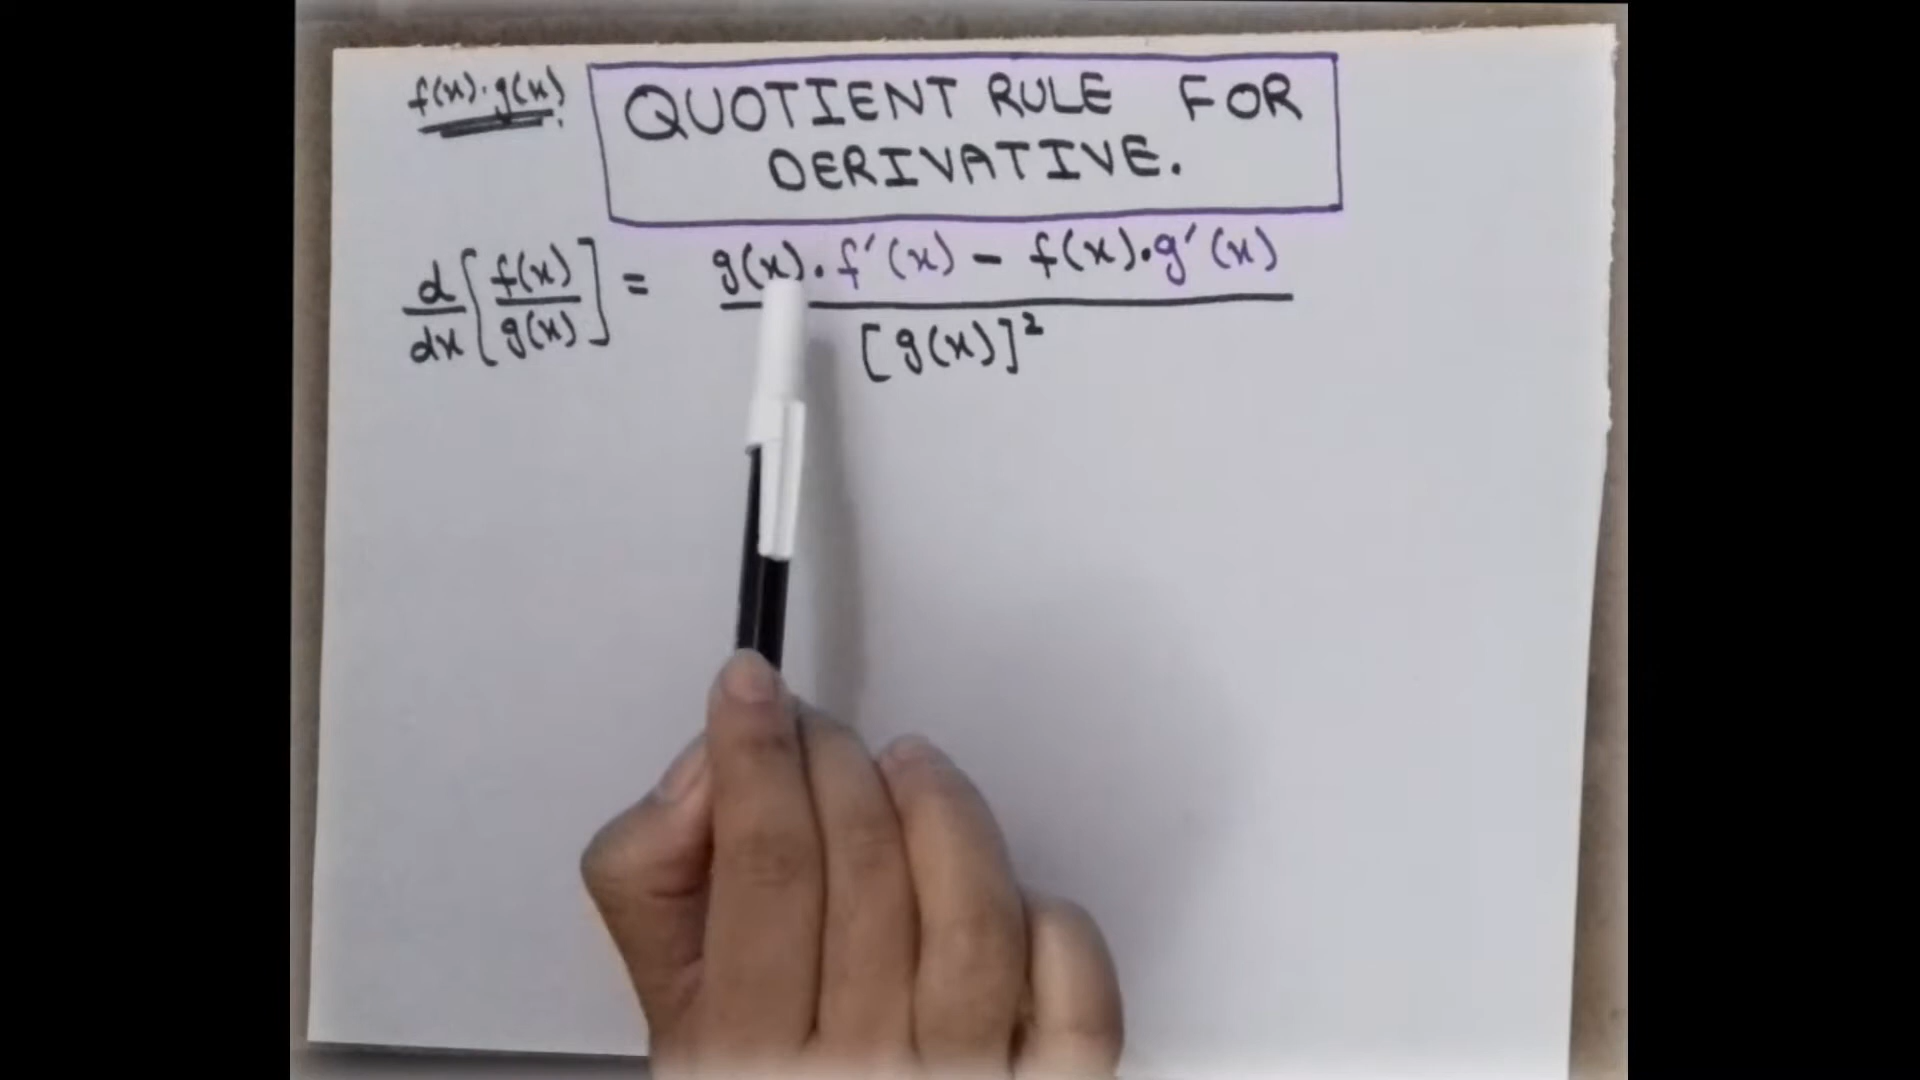 f(x)·g(x)
QUOTIENT RULE FOR
DERIVATIVE.
d/dx [f(x)/g(x)] = g(x)·f'(x) - f(x)·g'(x) / [g(x)]²